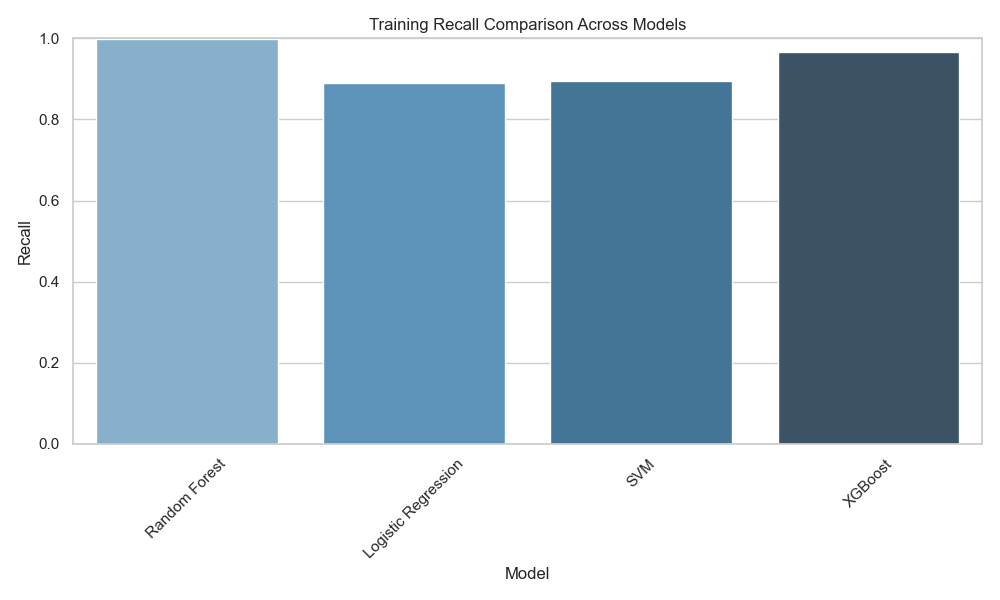 Training Recall Comparison Across Models
1.0
0.8
0.6
0.4
0.2
0.0
Recall
Random Forest
Logistic Regression
SVM
XGBoost
Model